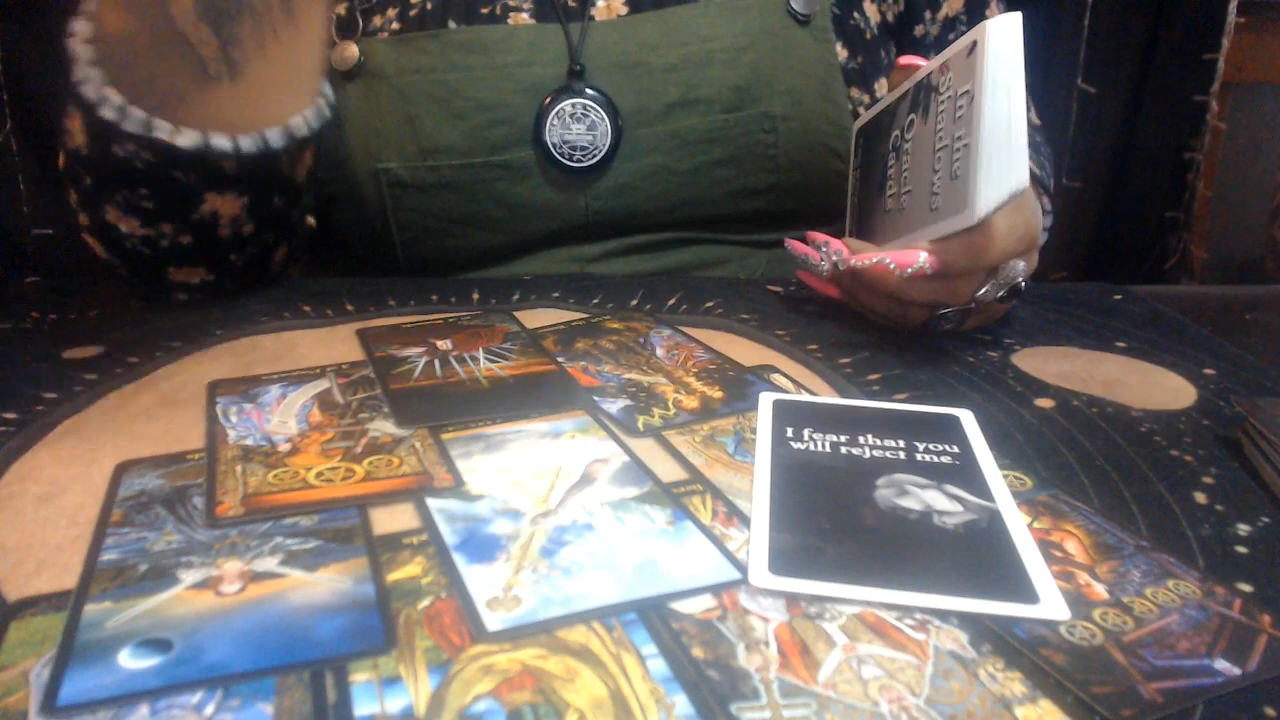 In the
Shadows
Oracle
Cards
I fear that you
will reject me.